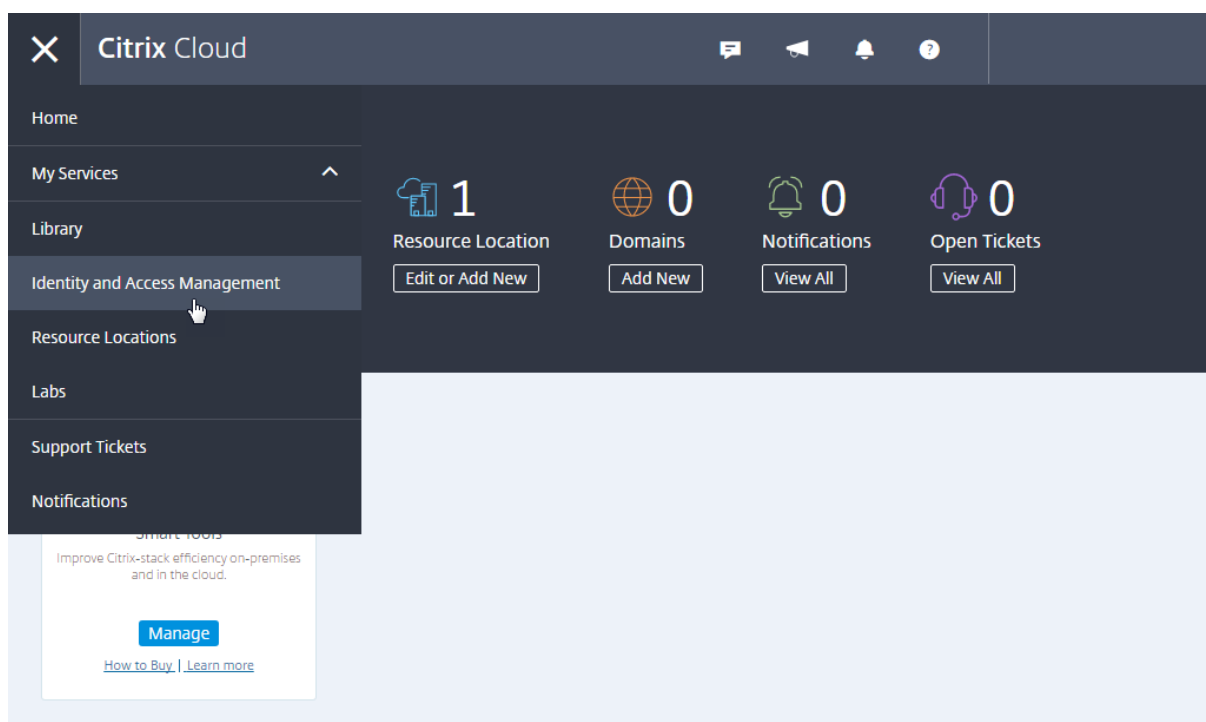 Citrix Cloud
Home
My Services
Library
Identity and Access Management
Resource Locations
Labs
Support Tickets
Notifications
1
Resource Location
Edit or Add New
0
Domains
Add New
0
Notifications
View All
0
Open Tickets
View All
Smart Tools
Improve Citrix-stack efficiency on-premises
and in the cloud.
Manage
How to Buy | Learn more